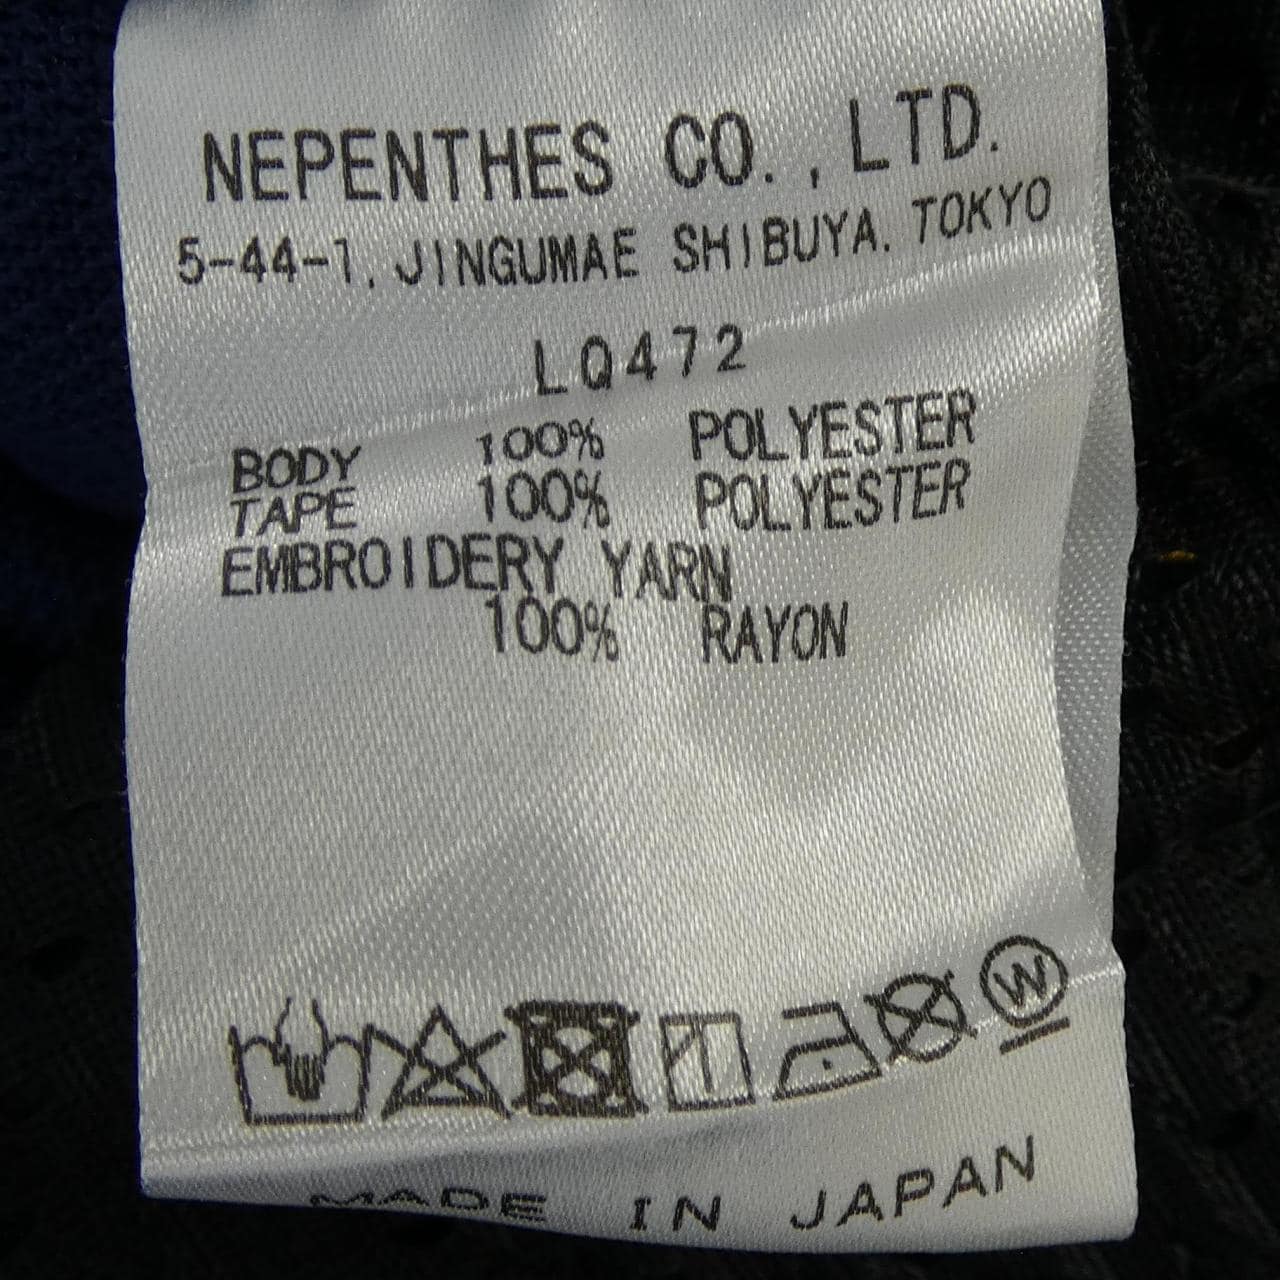 NEPENTHES CO., LTD.
5-44-1, JINGUMAE SHIBUYA. TOKYO
LQ472
BODY 100% POLYESTER
TAPE 100% POLYESTER
EMBROIDERY YARN
100% RAYON
W
MADE IN JAPAN